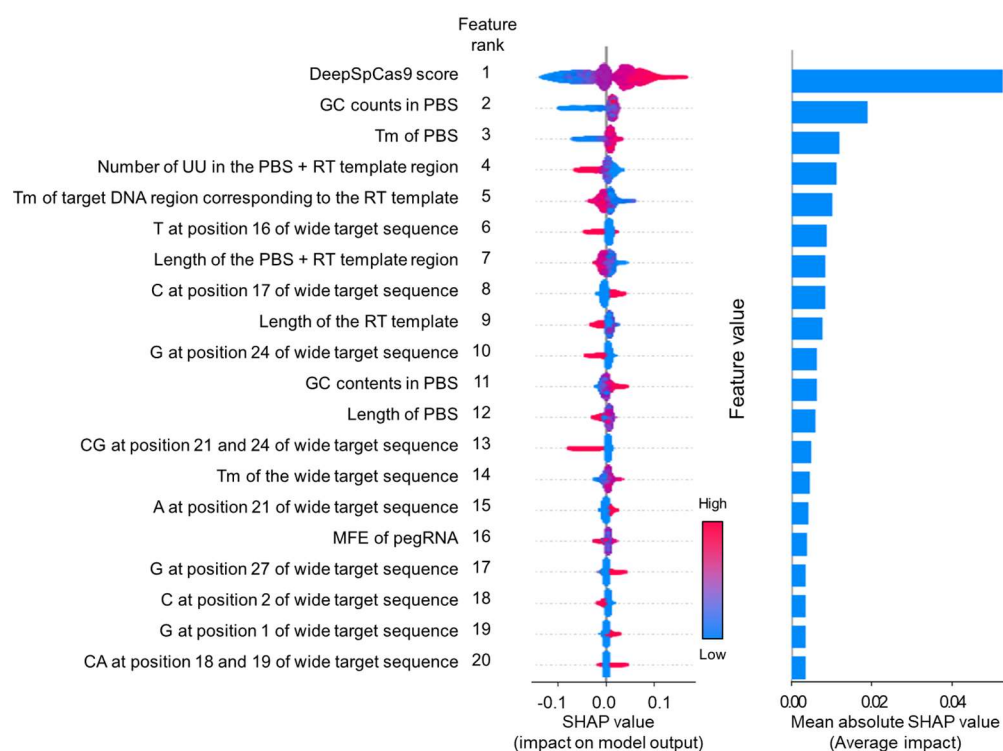 Feature
rank
DeepSpCas9 score 1
GC counts in PBS 2
Tm of PBS 3
Number of UU in the PBS + RT template region 4
Tm of target DNA region corresponding to the RT template 5
T at position 16 of wide target sequence 6
Length of the PBS + RT template region 7
C at position 17 of wide target sequence 8
Length of the RT template 9
G at position 24 of wide target sequence 10
GC contents in PBS 11
Length of PBS 12
CG at position 21 and 24 of wide target sequence 13
Tm of the wide target sequence 14
A at position 21 of wide target sequence 15
MFE of pegRNA 16
G at position 27 of wide target sequence 17
C at position 2 of wide target sequence 18
G at position 1 of wide target sequence 19
CA at position 18 and 19 of wide target sequence 20
-0.1 0.0 0.1
SHAP value
(impact on model output)
High
Low
Feature value
0.00 0.02 0.04
Mean absolute SHAP value
(Average impact)